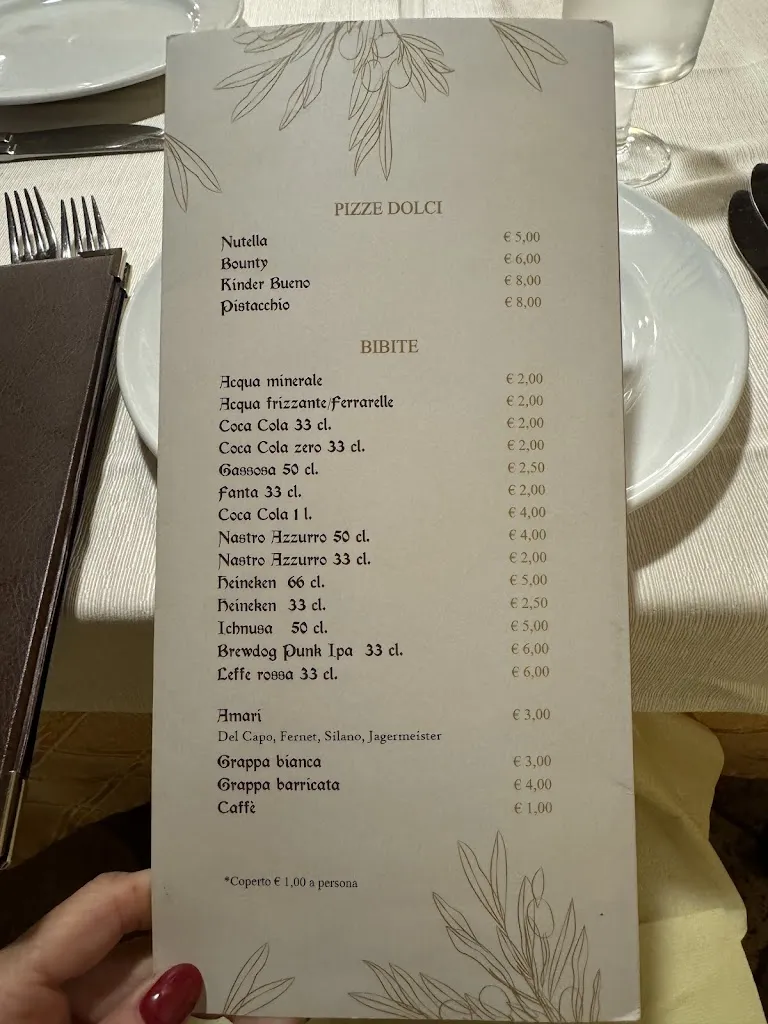 PIZZE DOLCI
Nutella € 5,00
Bounty € 6,00
Kinder Bueno € 8,00
Pistacchio € 8,00
BIBITE
Acqua minerale € 2,00
Acqua frizzante/Ferrarelle € 2,00
Coca Cola 33 cl. € 2,00
Coca Cola zero 33 cl. € 2,00
Gassosa 50 cl. € 2,50
Fanta 33 cl. € 2,00
Coca Cola 1 l. € 4,00
Nastro Azzurro 50 cl. € 4,00
Nastro Azzurro 33 cl. € 2,00
Heineken 66 cl. € 5,00
Heineken 33 cl. € 2,50
Ichnusa 50 cl. € 5,00
Brewdog Punk Ipa 33 cl. € 6,00
Leffe rossa 33 cl. € 6,00
Amari € 3,00
Del Capo, Fernet, Silano, Jagermeister
Grappa bianca € 3,00
Grappa barricata € 4,00
Caffè € 1,00
*Coperto € 1,00 a persona